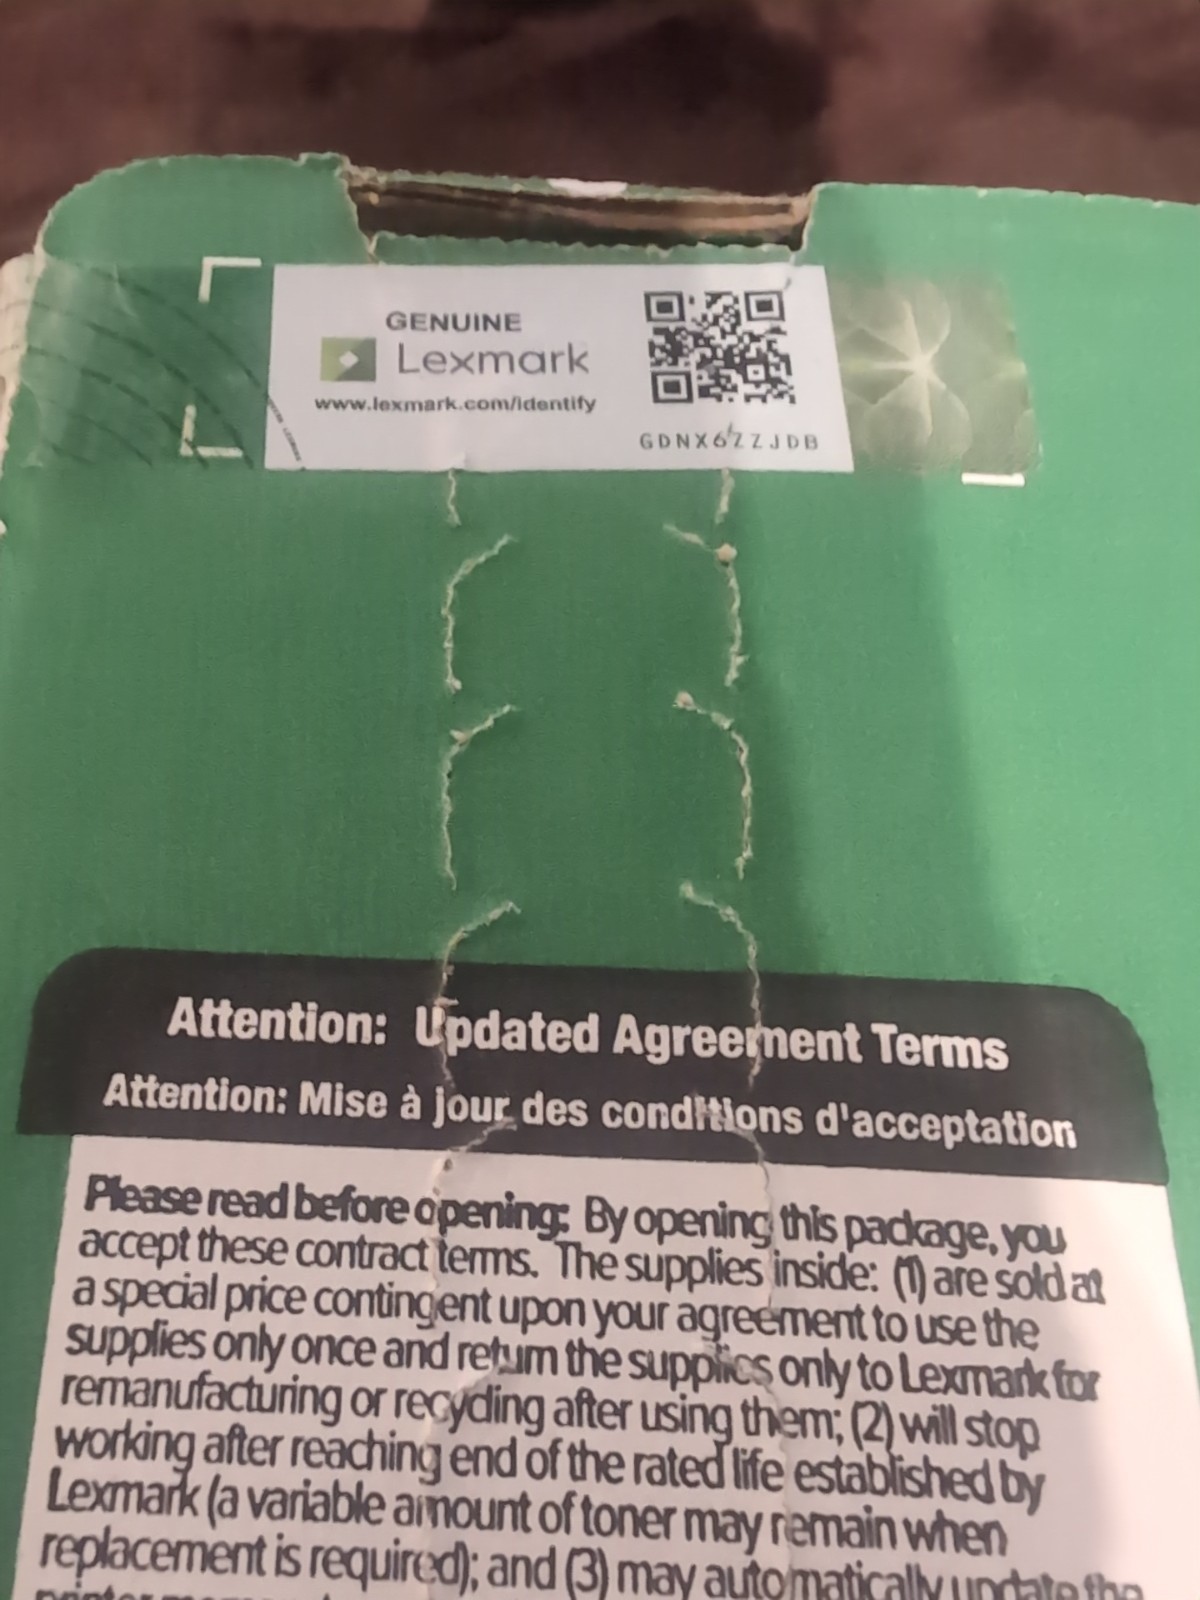 GENUINE
Lexmark
www.lexmark.com/identify
GDNX6ZZJDB
Attention: Updated Agreement Terms
Attention: Mise à jour des conditions d'acceptation
Please read before opening: By opening this package, you
accept these contract terms. The supplies inside: (1) are sold at
a special price contingent upon your agreement to use the
supplies only once and return the supplies only to Lexmark for
remanufacturing or recycling after using them; (2) will stop
working after reaching end of the rated life established by
Lexmark (a variable amount of toner may remain when
replacement is required); and (3) may automatically update the